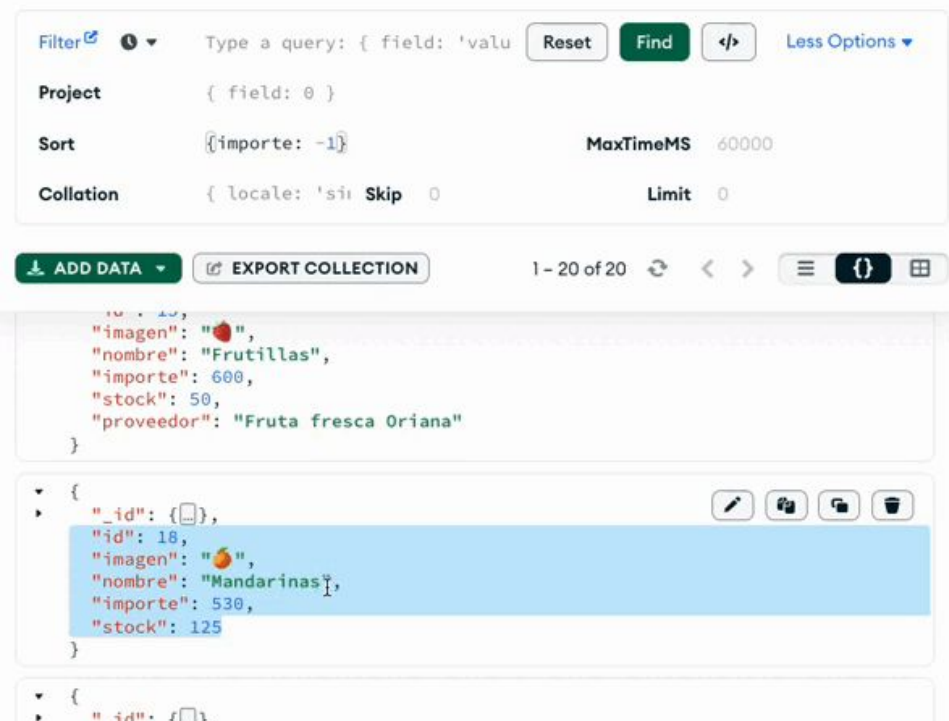 Filter Type a query: { field: 'valu Reset Find </> Less Options
Project { field: 0 }
Sort {importe: -1} MaxTimeMS 60000
Collation { locale: 'si Skip 0 Limit 0
ADD DATA EXPORT COLLECTION 1 – 20 of 20 {}
"imagen": "🍓",
"nombre": "Frutillas",
"importe": 600,
"stock": 50,
"proveedor": "Fruta fresca Oriana"
}
{
"_id": {…},
"id": 18,
"imagen": "🍊",
"nombre": "Mandarinas",
"importe": 530,
"stock": 125
}
{
"_id": {…},